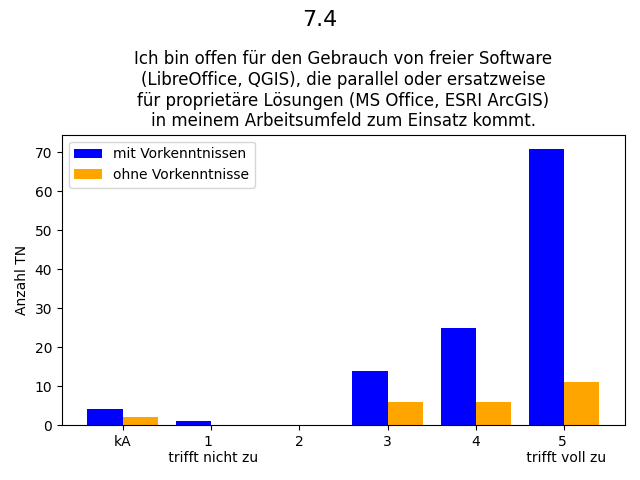 7.4
Ich bin offen für den Gebrauch von freier Software
(LibreOffice, QGIS), die parallel oder ersatzweise
für proprietäre Lösungen (MS Office, ESRI ArcGIS)
in meinem Arbeitsumfeld zum Einsatz kommt.
mit Vorkenntnissen
ohne Vorkenntnisse
Anzahl TN
70
60
50
40
30
20
10
0
kA 1 2 3 4 5
trifft nicht zu trifft voll zu